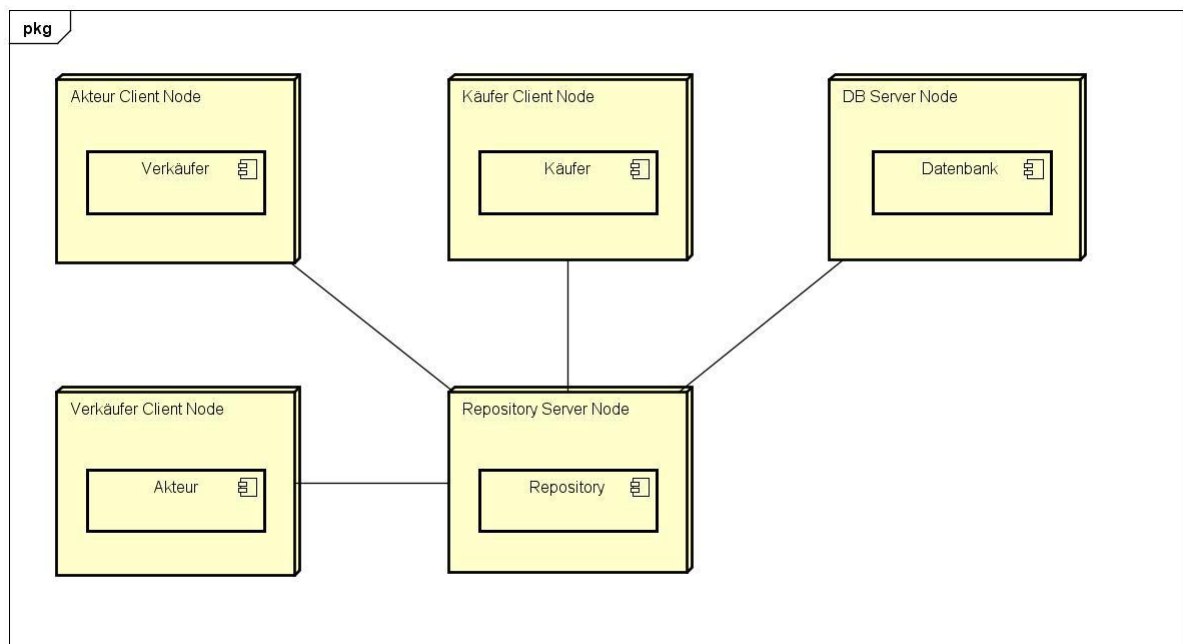 pkg
Akteur Client Node
Verkäufer
Käufer Client Node
Käufer
DB Server Node
Datenbank
Verkäufer Client Node
Akteur
Repository Server Node
Repository